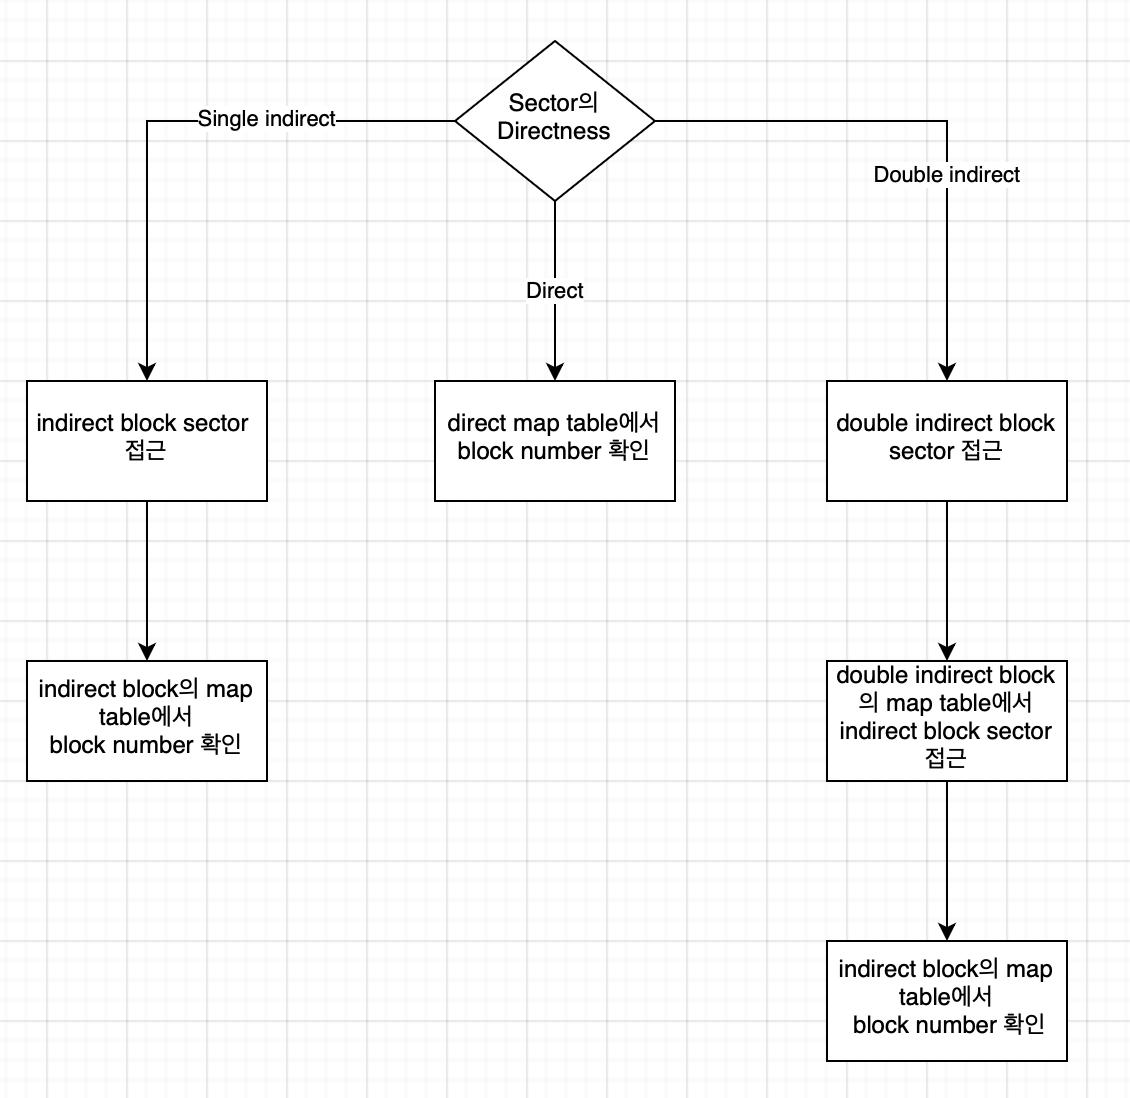 Sector의
Directness
Single indirect
Double indirect
Direct
indirect block sector
접근
direct map table에서
block number 확인
double indirect block
sector 접근
indirect block의 map
table에서
block number 확인
double indirect block
의 map table에서
indirect block sector
접근
indirect block의 map
table에서
block number 확인